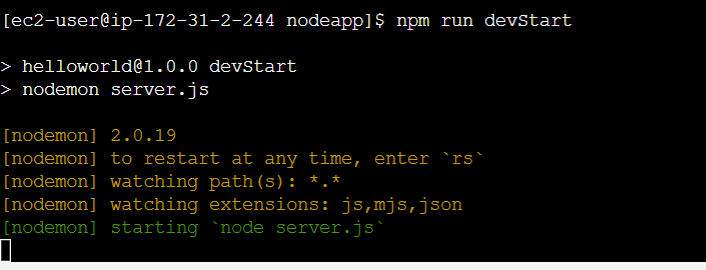 [ec2-user@ip-172-31-2-244 nodeapp]$ npm run devStart
> helloworld@1.0.0 devStart
> nodemon server.js
[nodemon] 2.0.19
[nodemon] to restart at any time, enter `rs`
[nodemon] watching path(s): *.*
[nodemon] watching extensions: js,mjs,json
[nodemon] starting `node server.js`